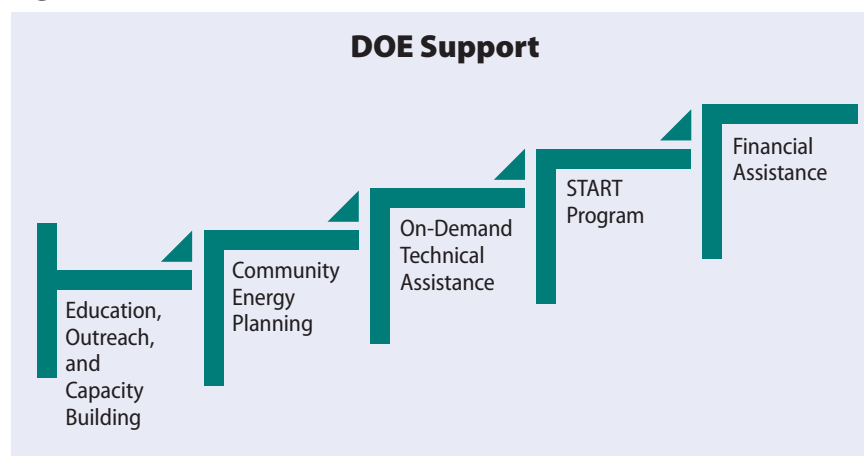 DOE Support
Education,
Outreach,
and
Capacity
Building
Community
Energy
Planning
On-Demand
Technical
Assistance
START
Program
Financial
Assistance